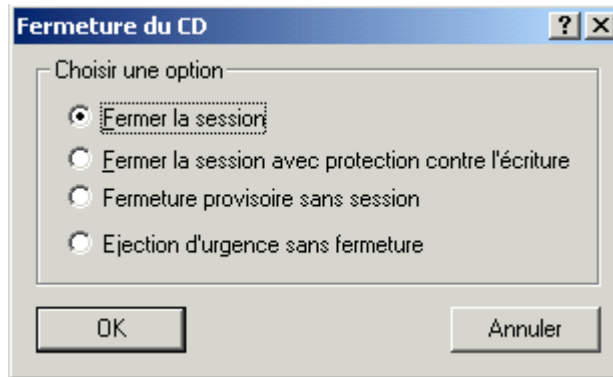 Fermeture du CD
Choisir une option
Fermer la session
Fermer la session avec protection contre l'écriture
Fermeture provisoire sans session
Ejection d'urgence sans fermeture
OK Annuler